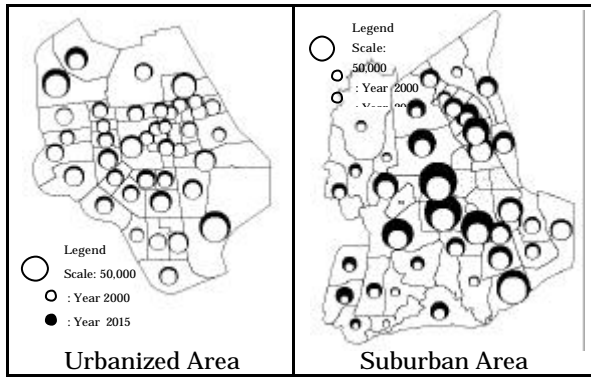 Legend
Scale: 50,000
: Year 2000
: Year 2015
Urbanized Area
Legend
Scale:
50,000
: Year 2000
Suburban Area